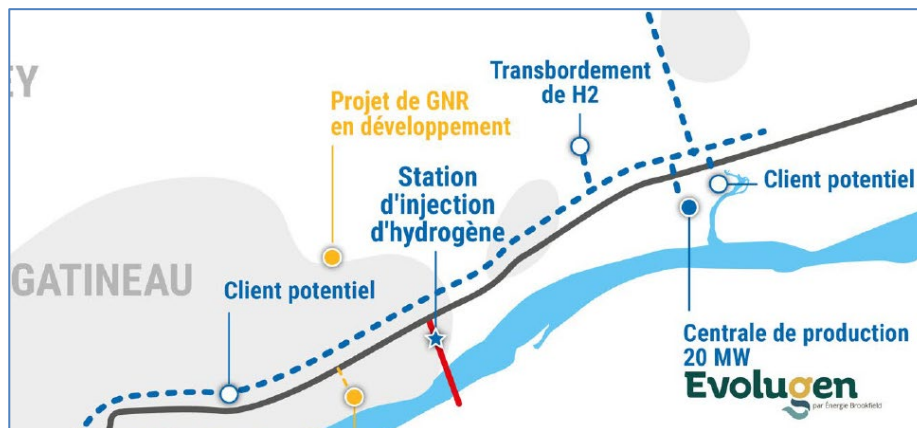 EY
Transbordement
de H2
Projet de GNR
en développement
Station
d'injection
d'hydrogène
Client potentiel
GATINEAU
Client potentiel
Centrale de production
20 MW
Evolugen
par Énergie Brookfield